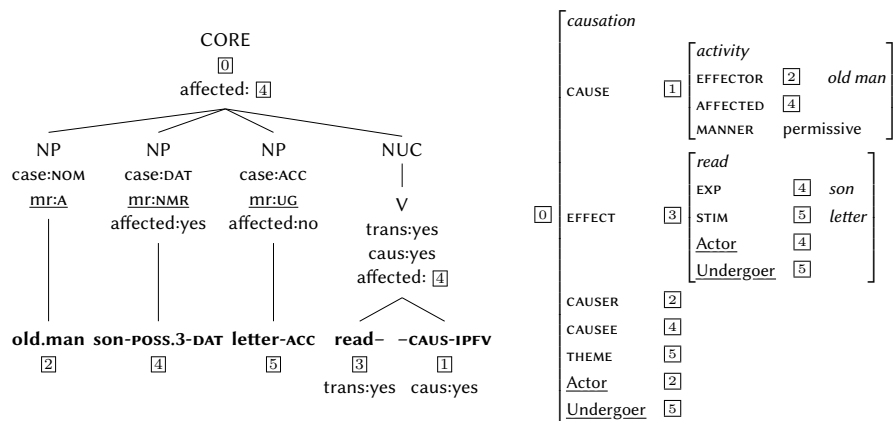 CORE
0
affected: 4
NP NP NP NUC
case:NOM case:DAT case:ACC
mr:A mr:NMR mr:UG V
affected:yes affected:no trans:yes
caus:yes
affected: 4
old.man son-POSS.3-DAT letter-ACC read– –CAUS-IPFV
2 4 5 3 1
trans:yes caus:yes
causation
CAUSE 1
activity
EFFECTOR 2 old man
AFFECTED 4
MANNER permissive
0 EFFECT 3
read
EXP 4 son
STIM 5 letter
Actor 4
Undergoer 5
CAUSER 2
CAUSEE 4
THEME 5
Actor 2
Undergoer 5